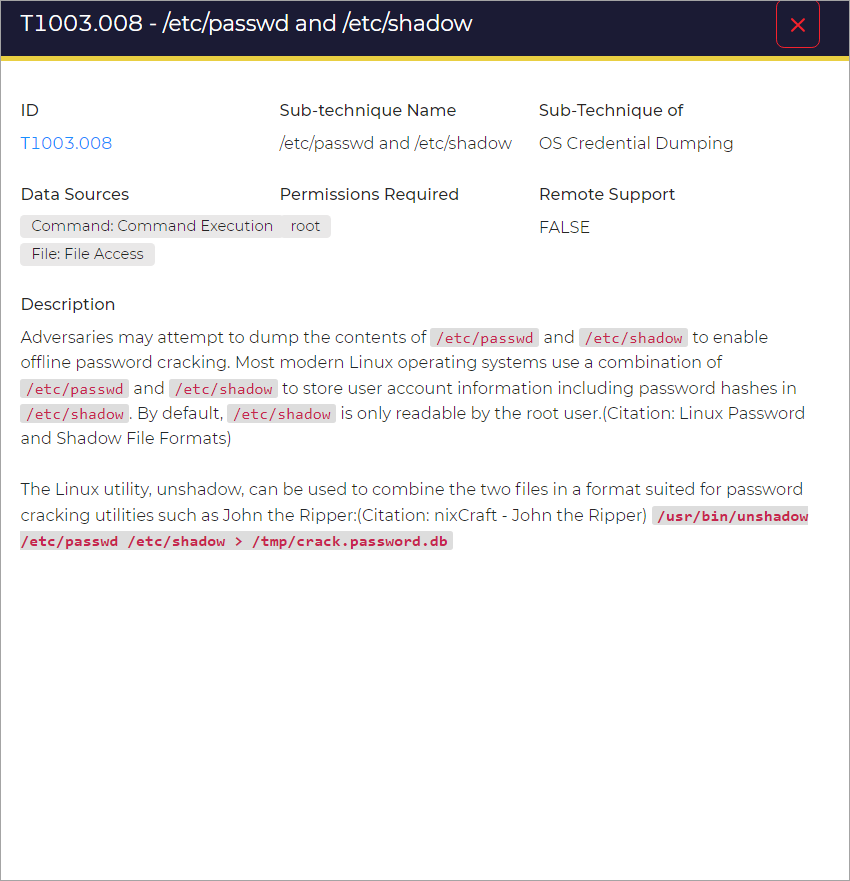 T1003.008 - /etc/passwd and /etc/shadow
ID
Sub-technique Name
Sub-Technique of
T1003.008
/etc/passwd and /etc/shadow
OS Credential Dumping
Data Sources
Permissions Required
Remote Support
Command: Command Execution
root
FALSE
File: File Access
Description
Adversaries may attempt to dump the contents of /etc/passwd and /etc/shadow to enable
offline password cracking. Most modern Linux operating systems use a combination of
/etc/passwd and /etc/shadow to store user account information including password hashes in
/etc/shadow. By default, /etc/shadow is only readable by the root user.(Citation: Linux Password
and Shadow File Formats)
The Linux utility, unshadow, can be used to combine the two files in a format suited for password
cracking utilities such as John the Ripper:(Citation: nixCraft - John the Ripper) /usr/bin/unshadow
/etc/passwd /etc/shadow > /tmp/crack.password.db